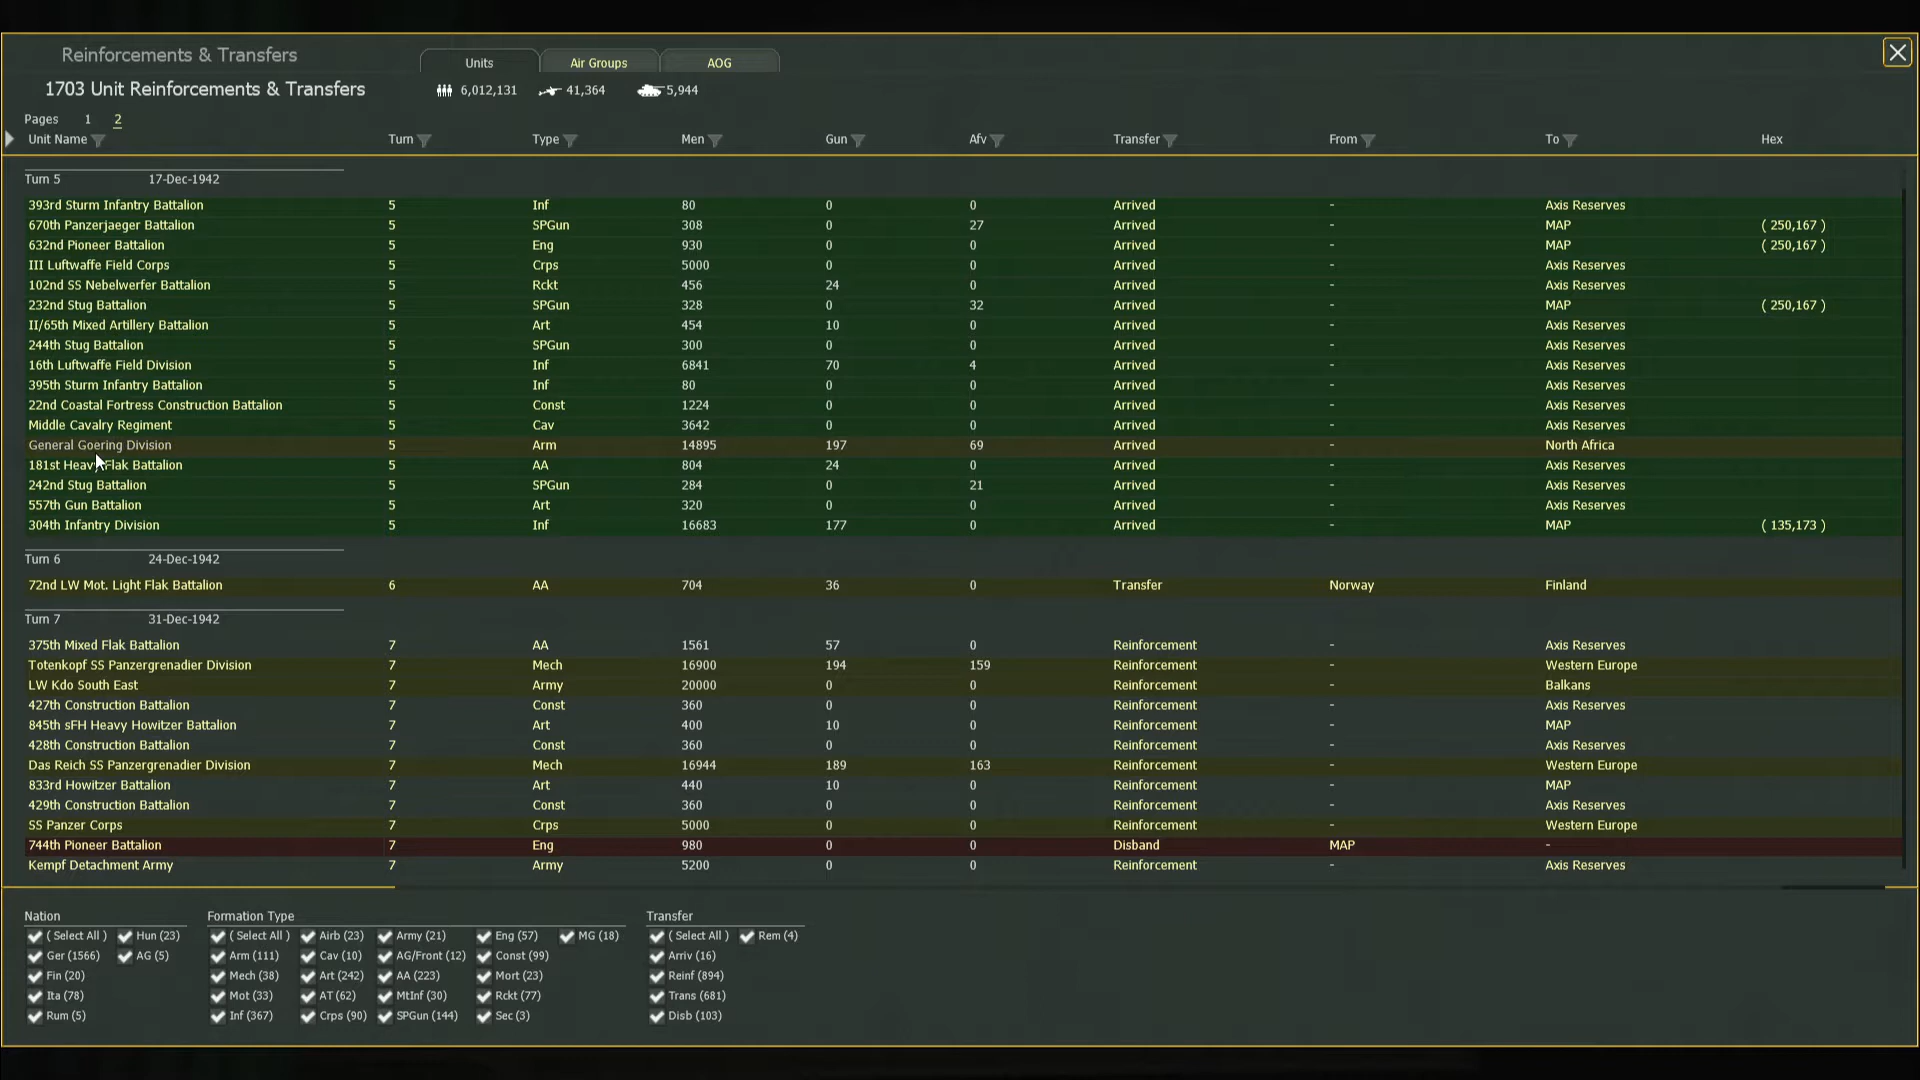 Reinforcements & Transfers
Units Air Groups AOG
1703 Unit Reinforcements & Transfers 6,012,131 41,364 5,944
Pages 1 2
Unit Name Turn Type Men Gun Afv Transfer From To Hex
Turn 5 17-Dec-1942
393rd Sturm Infantry Battalion 5 Inf 80 0 0 Arrived - Axis Reserves
670th Panzerjaeger Battalion 5 SPGun 308 0 27 Arrived - MAP ( 250,167 )
632nd Pioneer Battalion 5 Eng 930 0 0 Arrived - MAP ( 250,167 )
III Luftwaffe Field Corps 5 Crps 5000 0 0 Arrived - Axis Reserves
102nd SS Nebelwerfer Battalion 5 Rckt 456 24 0 Arrived - Axis Reserves
232nd Stug Battalion 5 SPGun 328 0 32 Arrived - MAP ( 250,167 )
II/65th Mixed Artillery Battalion 5 Art 454 10 0 Arrived - Axis Reserves
244th Stug Battalion 5 SPGun 300 0 0 Arrived - Axis Reserves
16th Luftwaffe Field Division 5 Inf 6841 70 4 Arrived - Axis Reserves
395th Sturm Infantry Battalion 5 Inf 80 0 0 Arrived - Axis Reserves
22nd Coastal Fortress Construction Battalion 5 Const 1224 0 0 Arrived - Axis Reserves
Middle Cavalry Regiment 5 Cav 3642 0 0 Arrived - Axis Reserves
General Goering Division 5 Arm 14895 197 69 Arrived - North Africa
181st Heavy Flak Battalion 5 AA 804 24 0 Arrived - Axis Reserves
242nd Stug Battalion 5 SPGun 284 0 21 Arrived - Axis Reserves
557th Gun Battalion 5 Art 320 0 0 Arrived - Axis Reserves
304th Infantry Division 5 Inf 16683 177 0 Arrived - MAP ( 135,173 )
Turn 6 24-Dec-1942
72nd LW Mot. Light Flak Battalion 6 AA 704 36 0 Transfer Norway Finland
Turn 7 31-Dec-1942
375th Mixed Flak Battalion 7 AA 1561 57 0 Reinforcement - Axis Reserves
Totenkopf SS Panzergrenadier Division 7 Mech 16900 194 159 Reinforcement - Western Europe
LW Kdo South East 7 Army 20000 0 0 Reinforcement - Balkans
427th Construction Battalion 7 Const 360 0 0 Reinforcement - Axis Reserves
845th sFH Heavy Howitzer Battalion 7 Art 400 10 0 Reinforcement - MAP
428th Construction Battalion 7 Const 360 0 0 Reinforcement - Axis Reserves
Das Reich SS Panzergrenadier Division 7 Mech 16944 189 163 Reinforcement - Western Europe
833rd Howitzer Battalion 7 Art 440 10 0 Reinforcement - MAP
429th Construction Battalion 7 Const 360 0 0 Reinforcement - Axis Reserves
SS Panzer Corps 7 Crps 5000 0 0 Reinforcement - Western Europe
744th Pioneer Battalion 7 Eng 980 0 0 Disband MAP -
Kempf Detachment Army 7 Army 5200 0 0 Reinforcement - Axis Reserves
Nation Formation Type Transfer
( Select All ) Hun (23) ( Select All ) Airb (23) Army (21) Eng (57) MG (18) ( Select All ) Rem (4)
Ger (1566) AG (5) Arm (111) Cav (10) AG/Front (12) Const (99) Arriv (16)
Fin (20) Mech (38) Art (242) AA (223) Mort (23) Reinf (894)
Ita (78) Mot (33) AT (62) MtInf (30) Rckt (77) Trans (681)
Rum (5) Inf (367) Crps (90) SPGun (144) Sec (3) Disb (103)